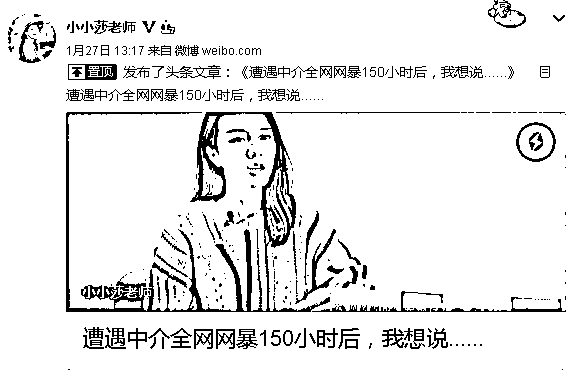 小小莎老师
1月27日 13:17 来自 微博 weibo.com
置顶 发布了头条文章：《遭遇中介全网网暴150小时后，我想说......》
遭遇中介全网网暴150小时后，我想说......
小小莎老师
遭遇中介全网网暴150小时后，我想说......